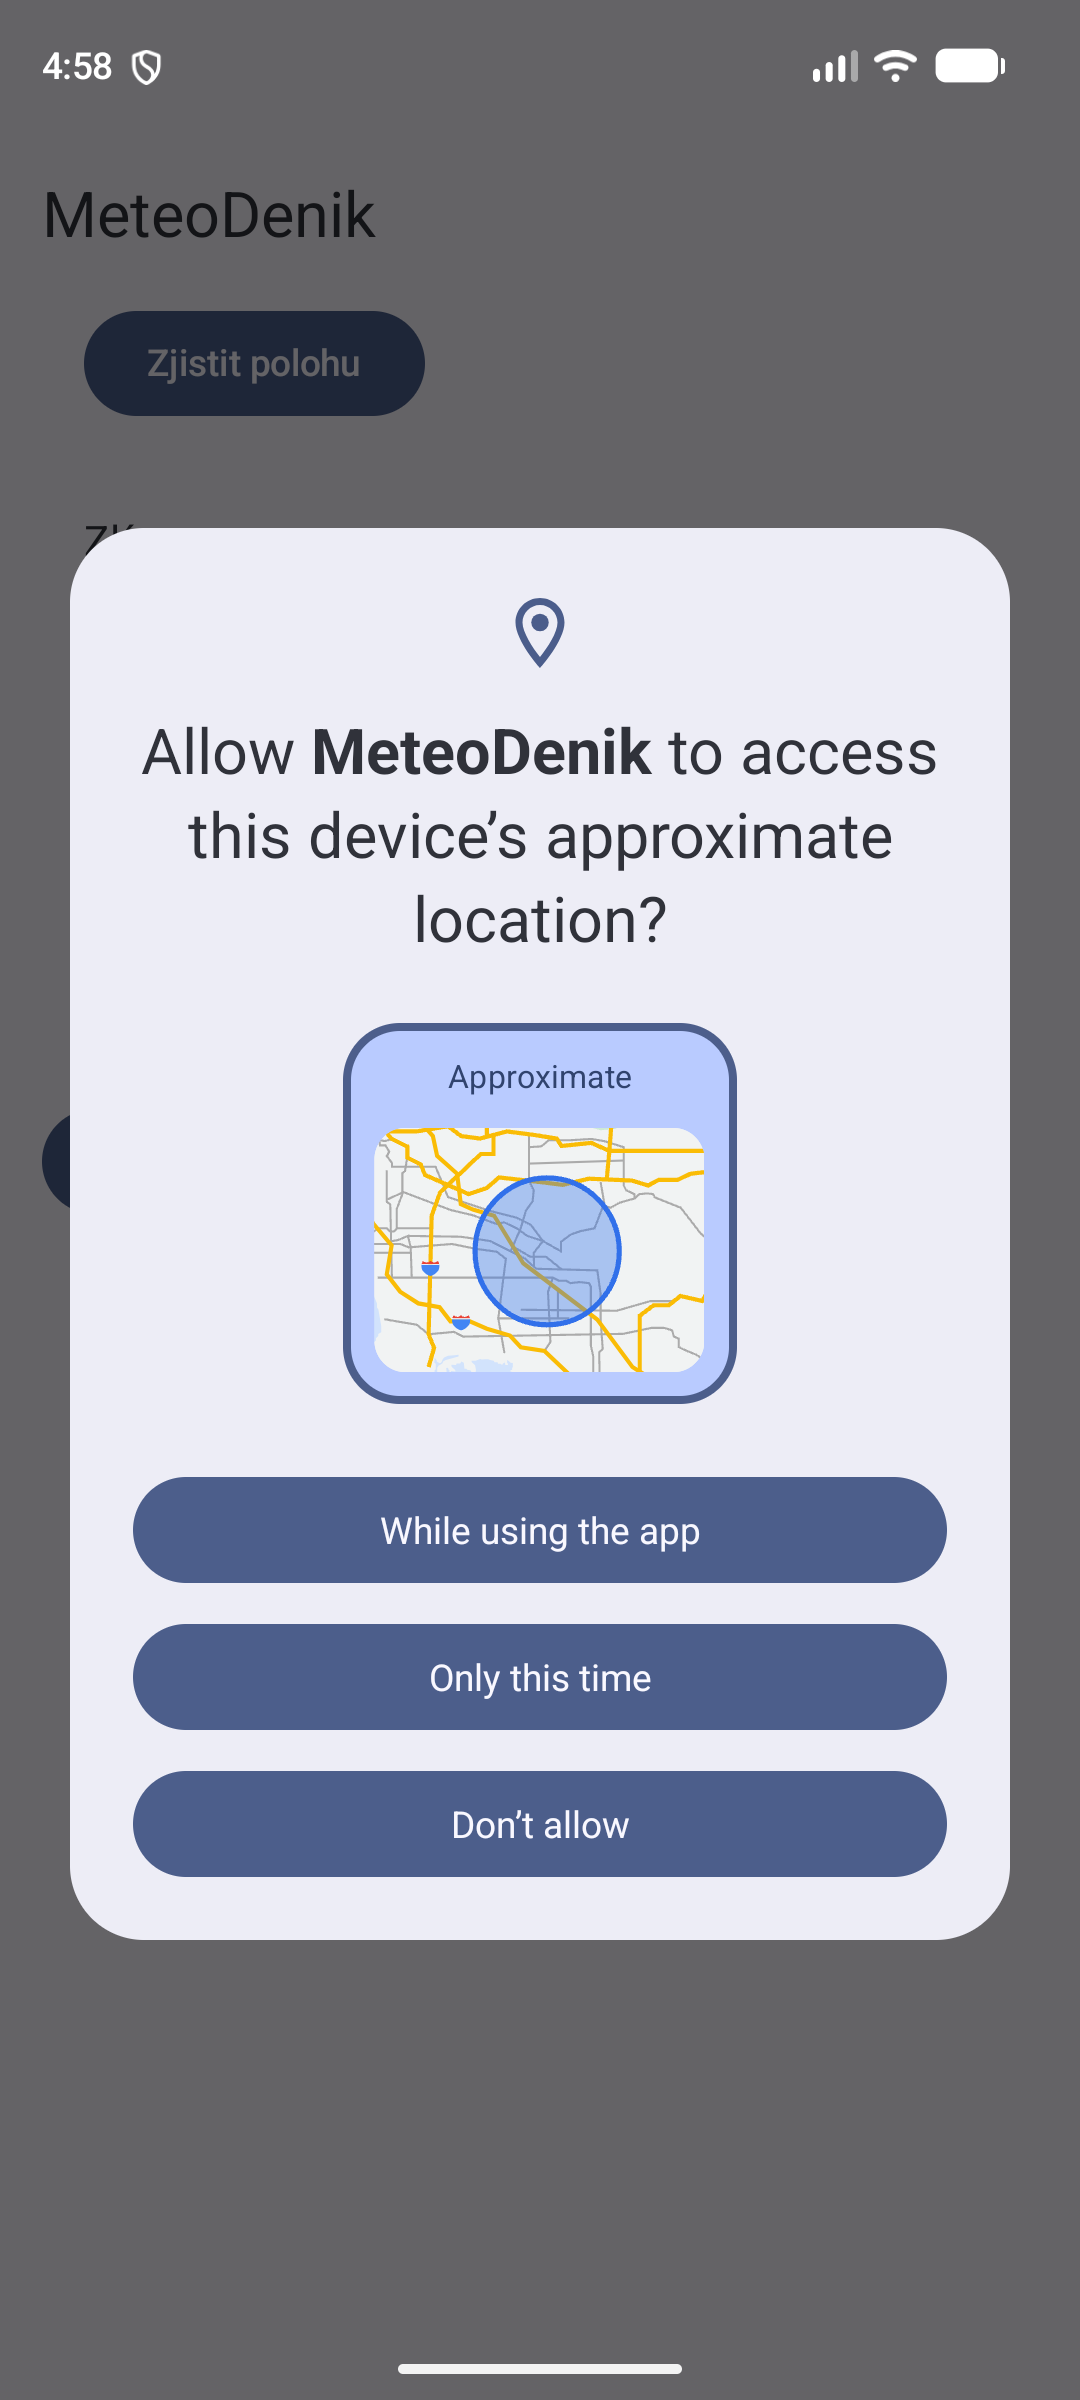 4:58
MeteoDenik
Zjistit polohu
Allow MeteoDenik to access
this device’s approximate
location?
Approximate
While using the app
Only this time
Don’t allow